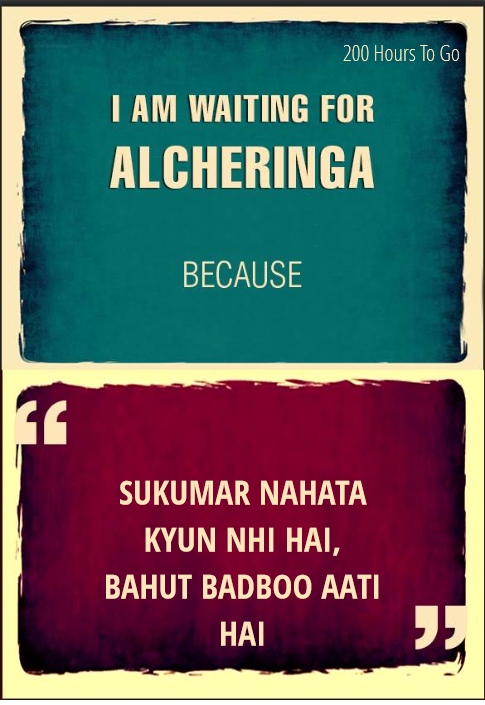 200 Hours To Go
I AM WAITING FOR
ALCHERINGA
BECAUSE
“
SUKUMAR NAHATA
KYUN NHI HAI,
BAHUT BADBOO AATI
HAI
”